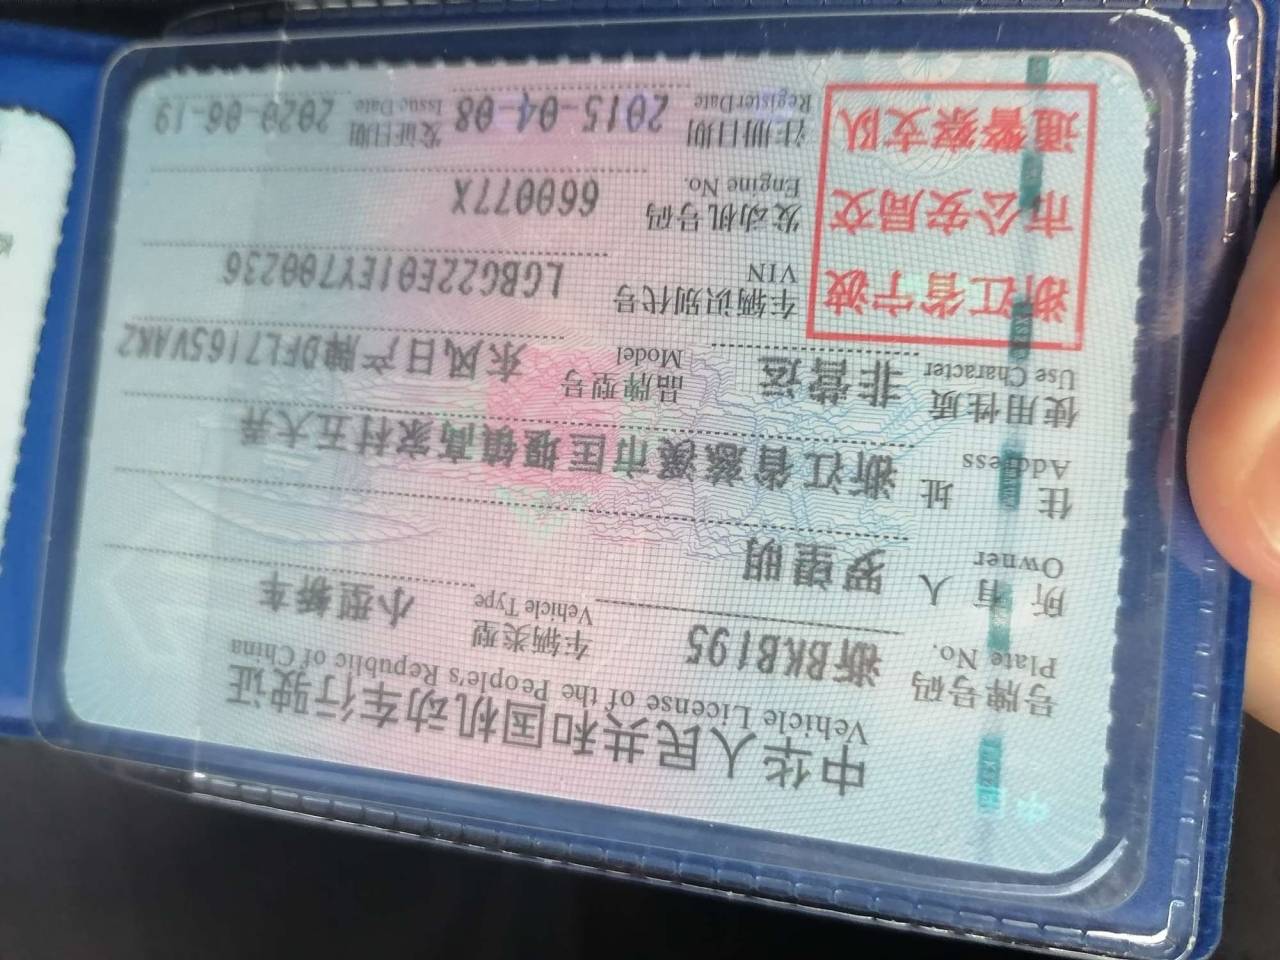 中华人民共和国机动车行驶证
Vehicle License of the People's Republic of China
号牌号码 浙BKB195 车辆类型 小型轿车
Plate No. Vehicle Type
所有人 罗望明
Owner
住址 浙江省慈溪市匡堰镇高家村五大弄
Address
使用性质 非营运 品牌型号 东风日产牌DFL7165VAK2
Use Character Model
浙江省宁波
市公安局交
通警察支队
车辆识别代号 LGBG22E01EY700236
VIN
发动机号码 660077X
Engine No.
注册日期 2015-04-08 发证日期 2020-06-19
Register Date Issue Date